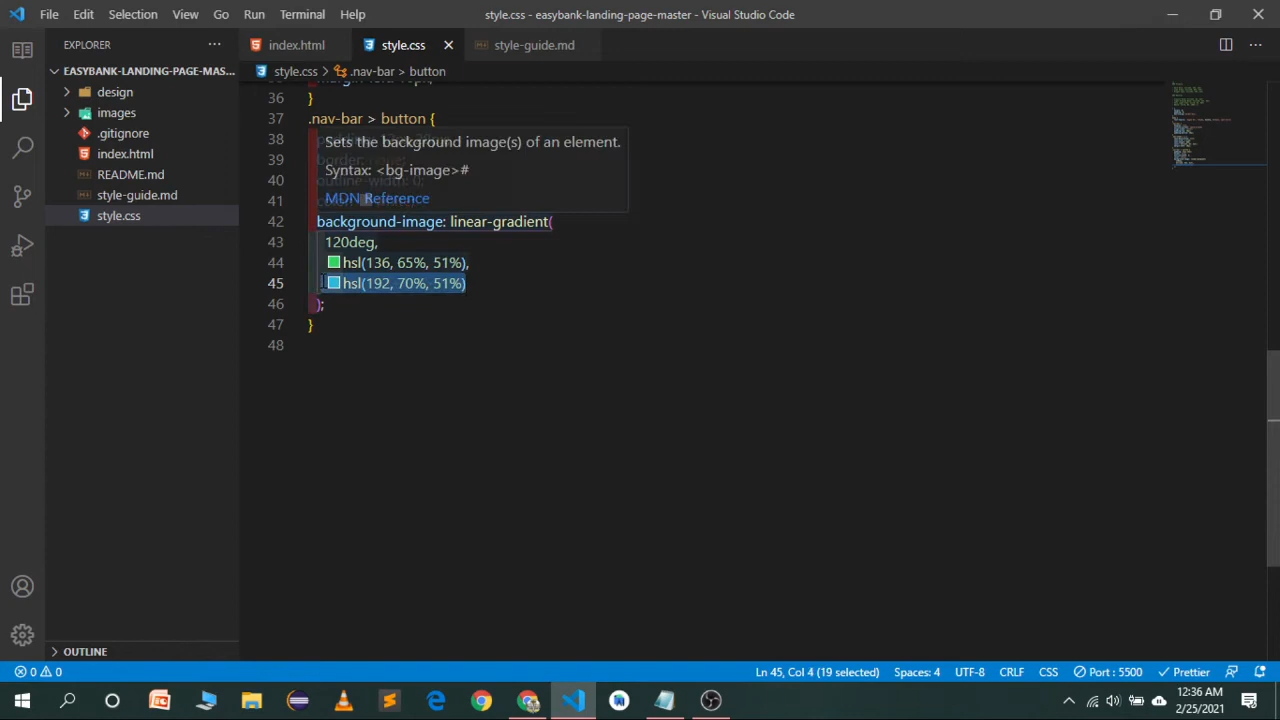 File Edit Selection View Go Run Terminal Help
style.css - easybank-landing-page-master - Visual Studio Code
EXPLORER
index.html style.css style-guide.md
EASYBANK-LANDING-PAGE-MAS...
style.css > .nav-bar > button
design
images
.gitignore
index.html
README.md
style-guide.md
style.css
36 }
37 .nav-bar > button {
38
39
40
41
Sets the background image(s) of an element.
Syntax: <bg-image>#
MDN Reference
42 background-image: linear-gradient(
43 120deg,
44 hsl(136, 65%, 51%),
45 hsl(192, 70%, 51%)
46 );
47 }
48
OUTLINE
0 0 Ln 45, Col 4 (19 selected) Spaces: 4 UTF-8 CRLF CSS Port : 5500 Prettier
12:36 AM
2/25/2021